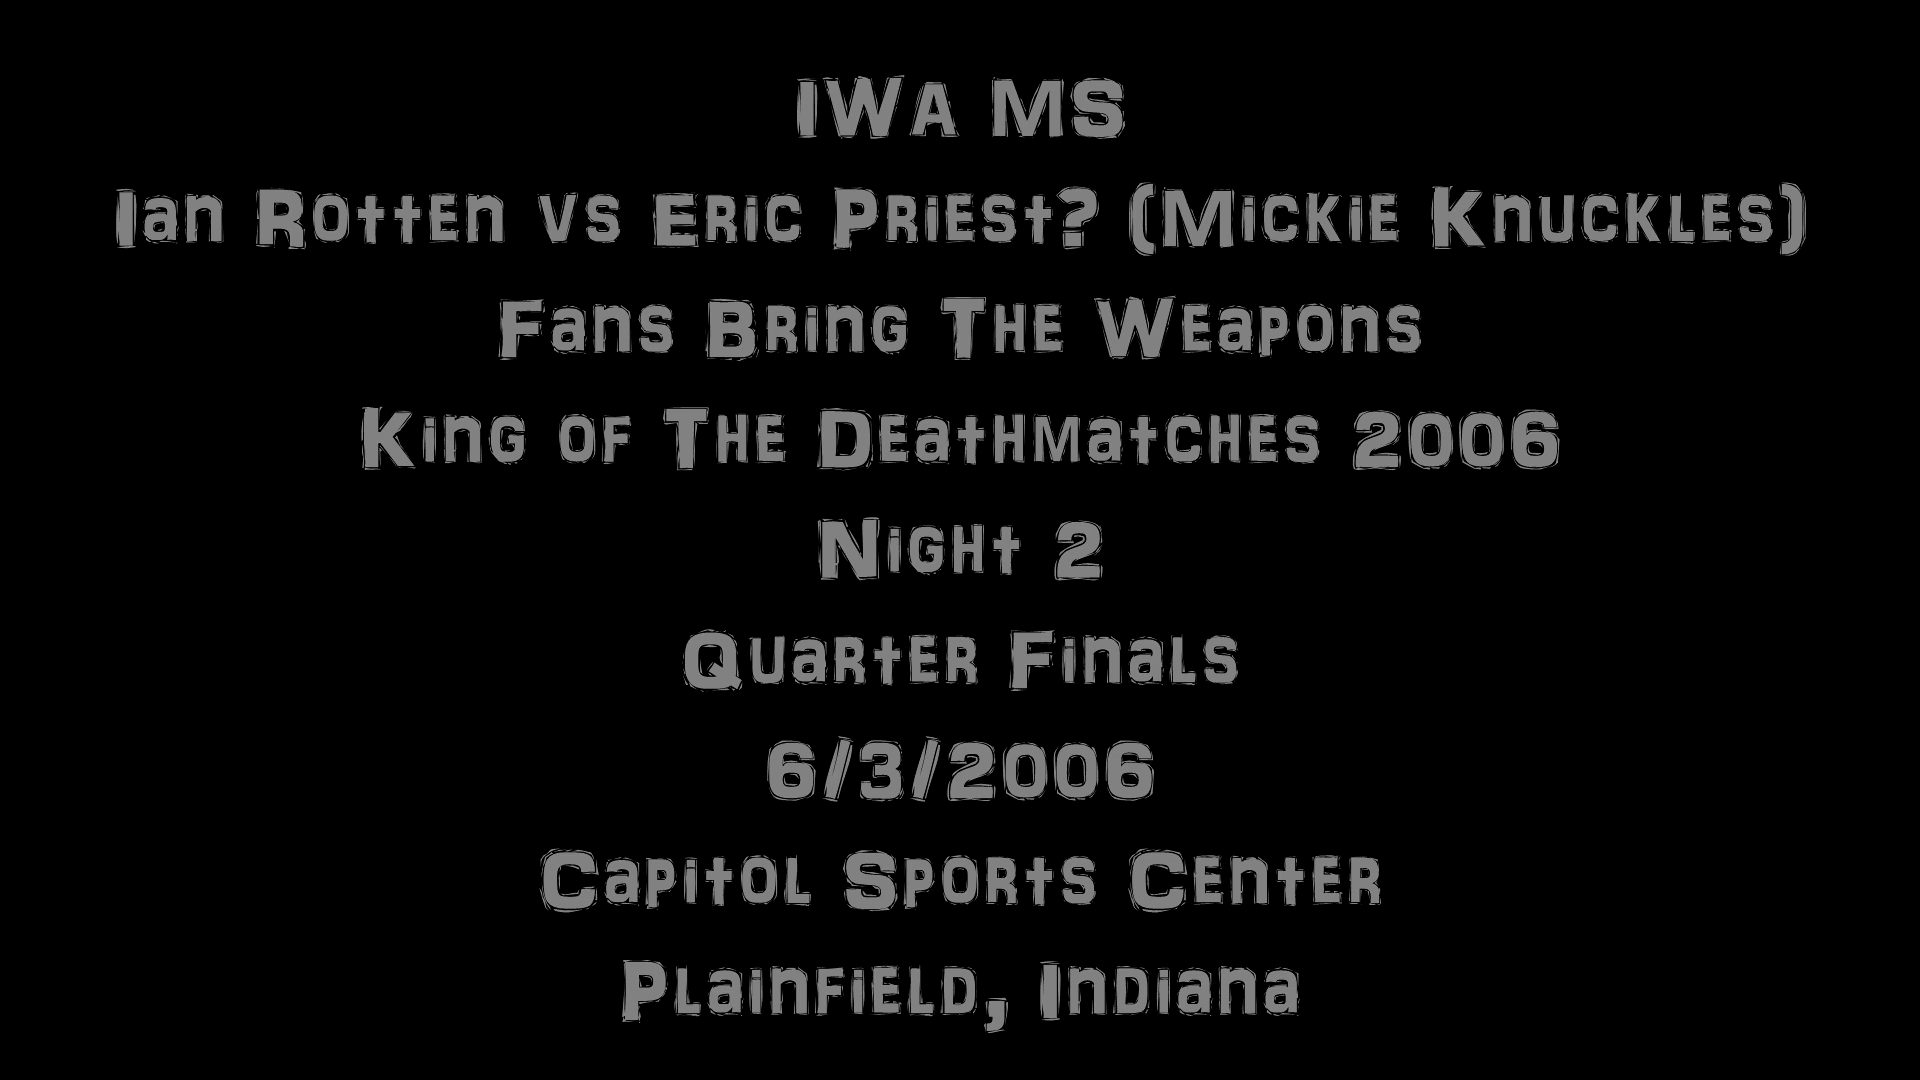 IWA MS
Ian Rotten vs Eric Priest? (Mickie Knuckles)
Fans Bring The Weapons
King of The Deathmatches 2006
Night 2
Quarter Finals
6/3/2006
Capitol Sports Center
Plainfield, Indiana